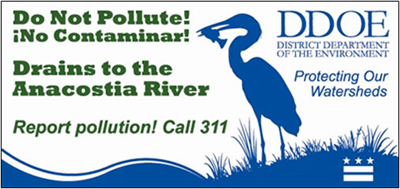 Do Not Pollute!
¡No Contaminar!
Drains to the
Anacostia River
Report pollution! Call 311
DDOE
DISTRICT DEPARTMENT
OF THE ENVIRONMENT
Protecting Our
Watersheds